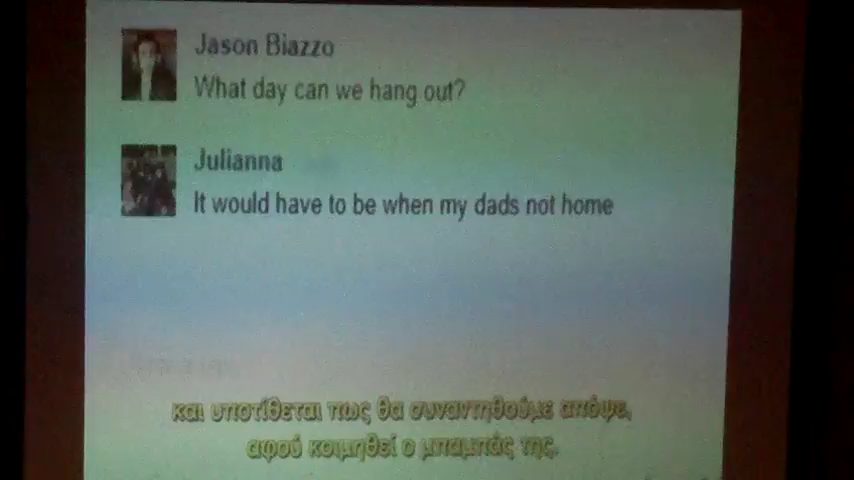 Jason Biazzo
What day can we hang out?
Julianna
It would have to be when my dads not home
και υποτίθεται πως θα συναντηθούμε απόψε,
αφού κοιμηθεί ο μπαμπάς της.